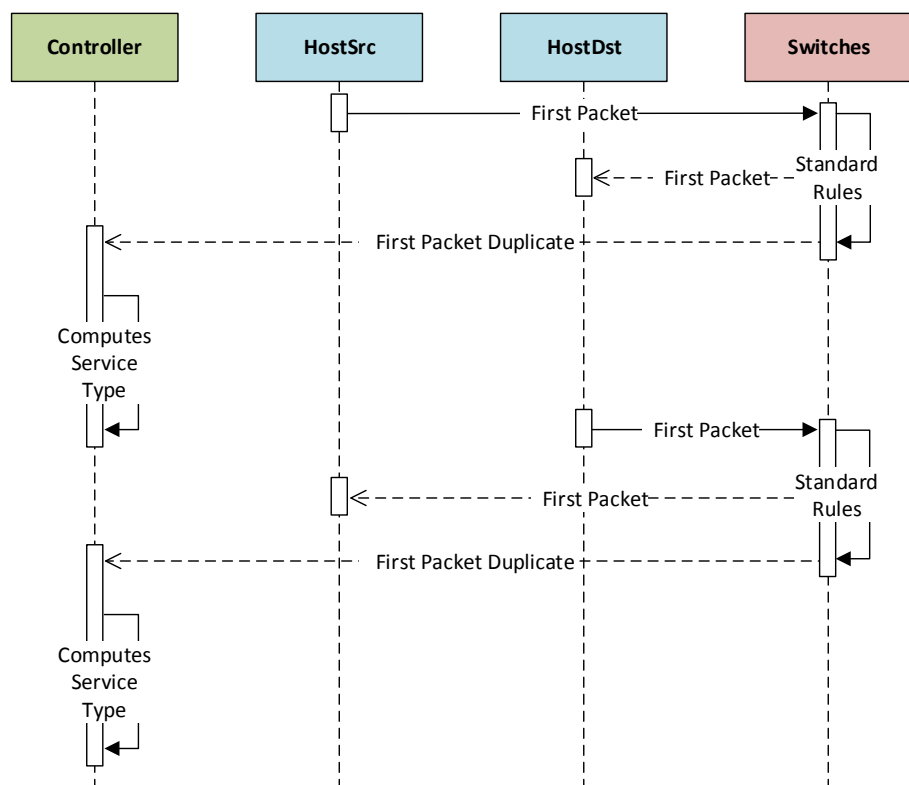 Controller
HostSrc
HostDst
Switches
First Packet
Standard
Rules
First Packet
First Packet Duplicate
Computes
Service
Type
First Packet
Standard
Rules
First Packet
First Packet Duplicate
Computes
Service
Type